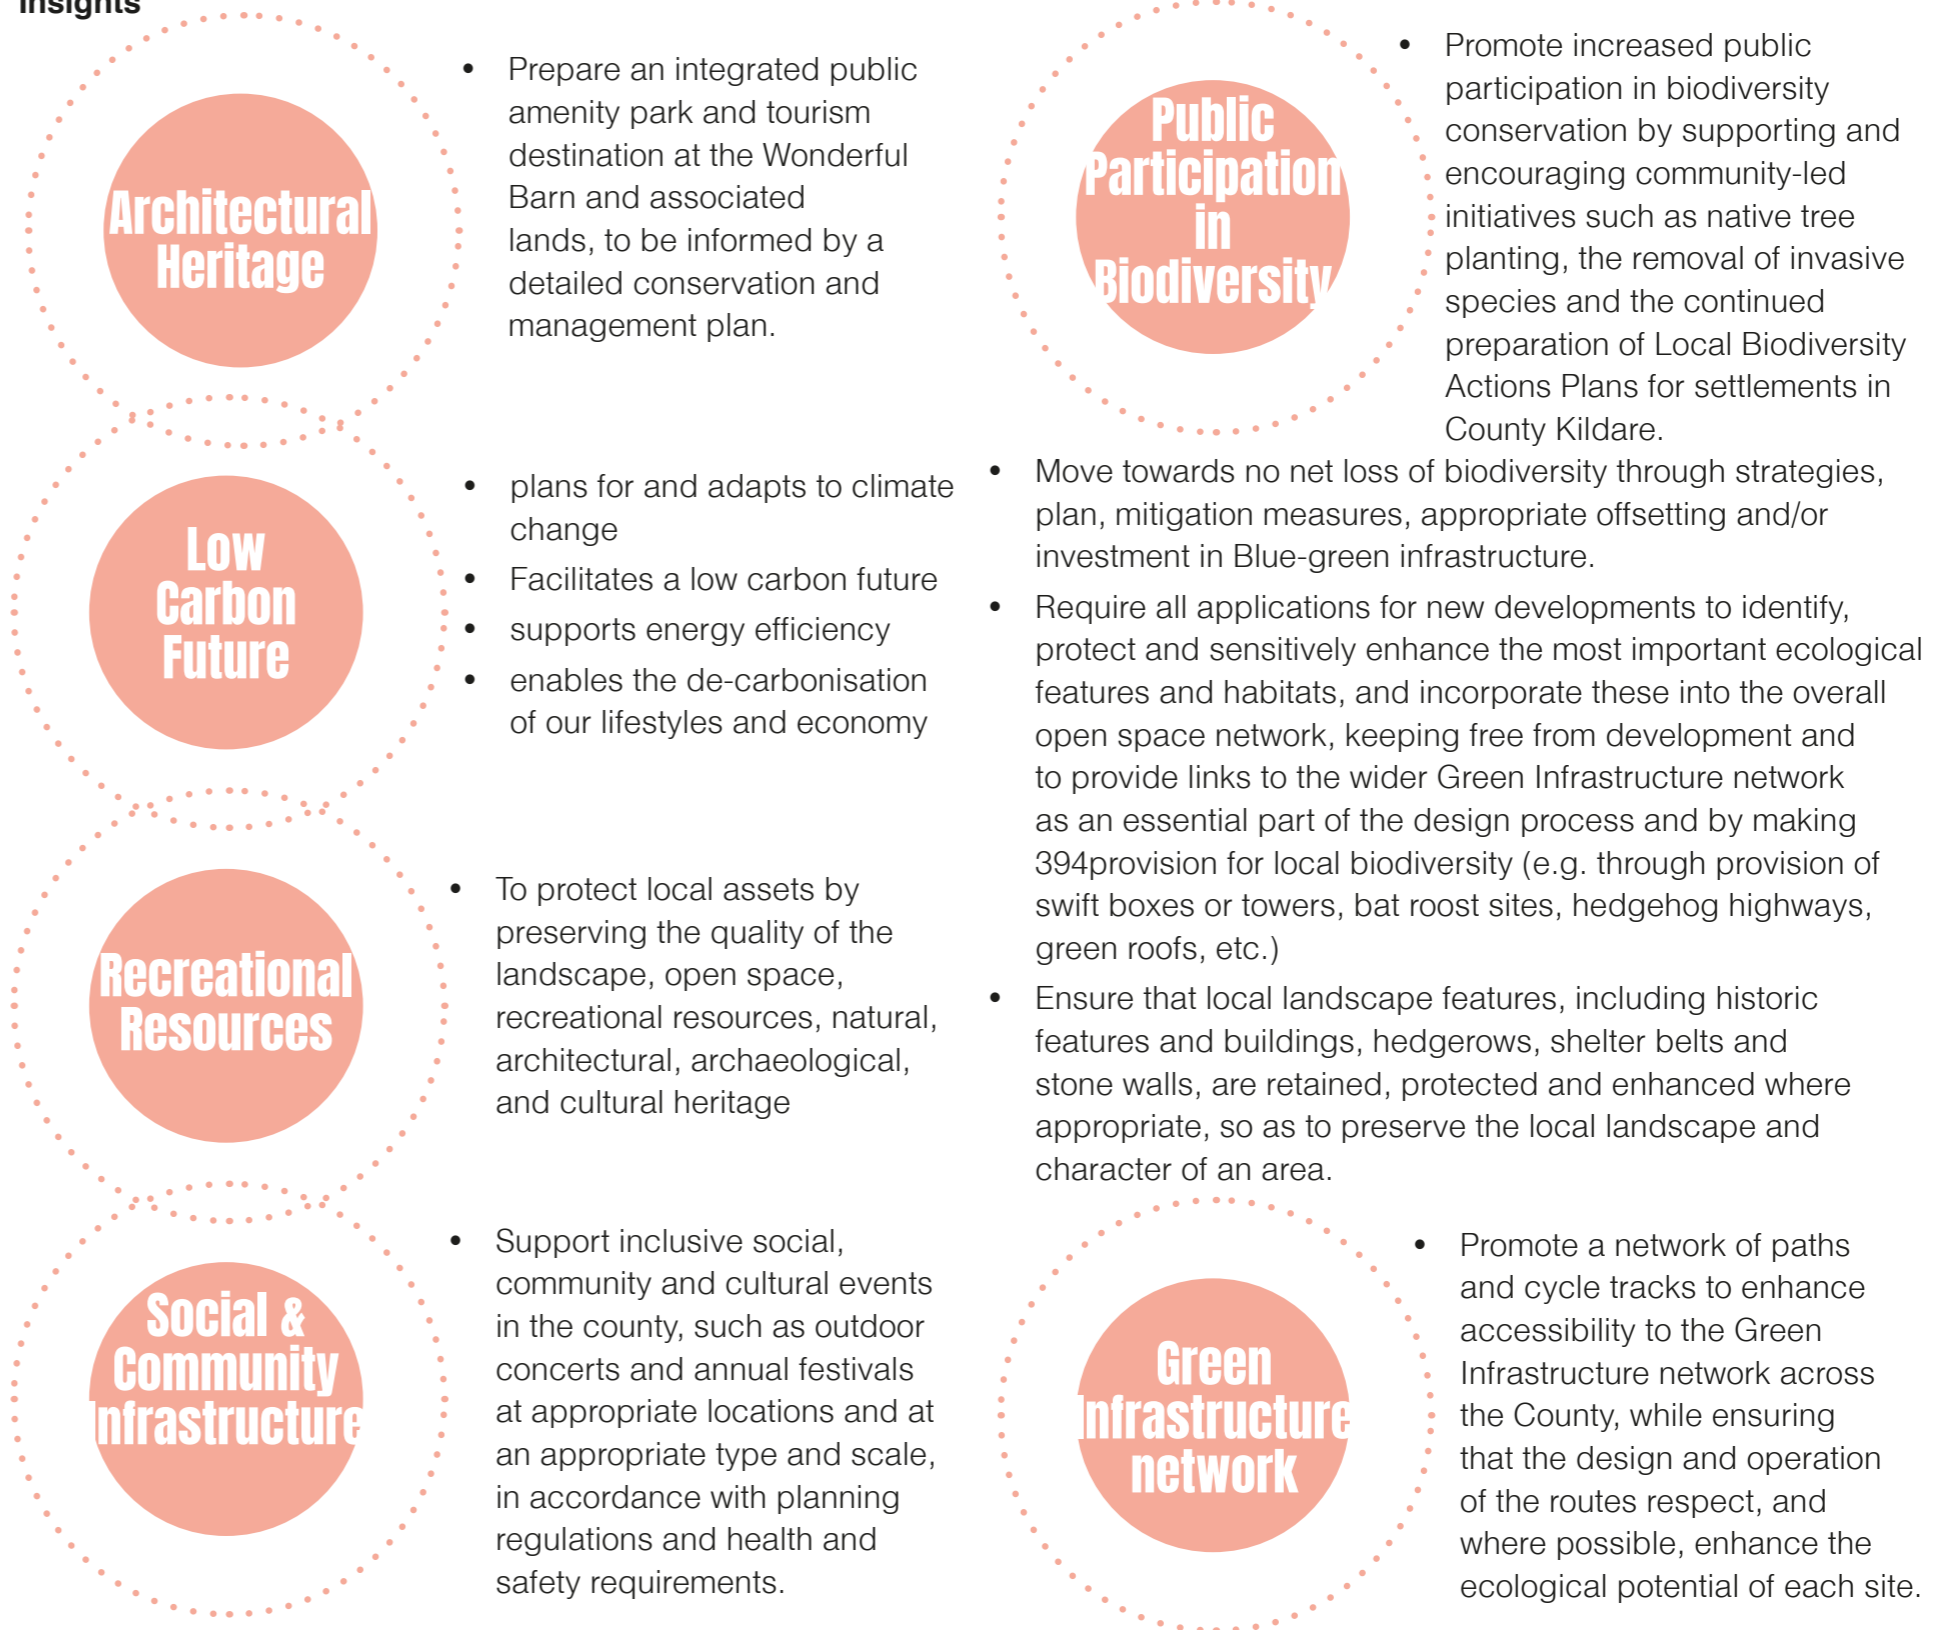 Insights
Architectural
Heritage
• Prepare an integrated public
amenity park and tourism
destination at the Wonderful
Barn and associated
lands, to be informed by a
detailed conservation and
management plan.
Low
Carbon
Future
• plans for and adapts to climate
change
• Facilitates a low carbon future
• supports energy efficiency
• enables the de-carbonisation
of our lifestyles and economy
Recreational
Resources
• To protect local assets by
preserving the quality of the
landscape, open space,
recreational resources, natural,
architectural, archaeological,
and cultural heritage
Social &
Community
Infrastructure
• Support inclusive social,
community and cultural events
in the county, such as outdoor
concerts and annual festivals
at appropriate locations and at
an appropriate type and scale,
in accordance with planning
regulations and health and
safety requirements.
Public
Participation
in
Biodiversity
• Promote increased public
participation in biodiversity
conservation by supporting and
encouraging community-led
initiatives such as native tree
planting, the removal of invasive
species and the continued
preparation of Local Biodiversity
Actions Plans for settlements in
County Kildare.
• Move towards no net loss of biodiversity through strategies,
plan, mitigation measures, appropriate offsetting and/or
investment in Blue-green infrastructure.
• Require all applications for new developments to identify,
protect and sensitively enhance the most important ecological
features and habitats, and incorporate these into the overall
open space network, keeping free from development and
to provide links to the wider Green Infrastructure network
as an essential part of the design process and by making
394provision for local biodiversity (e.g. through provision of
swift boxes or towers, bat roost sites, hedgehog highways,
green roofs, etc.)
• Ensure that local landscape features, including historic
features and buildings, hedgerows, shelter belts and
stone walls, are retained, protected and enhanced where
appropriate, so as to preserve the local landscape and
character of an area.
Green
Infrastructure
network
• Promote a network of paths
and cycle tracks to enhance
accessibility to the Green
Infrastructure network across
the County, while ensuring
that the design and operation
of the routes respect, and
where possible, enhance the
ecological potential of each site.